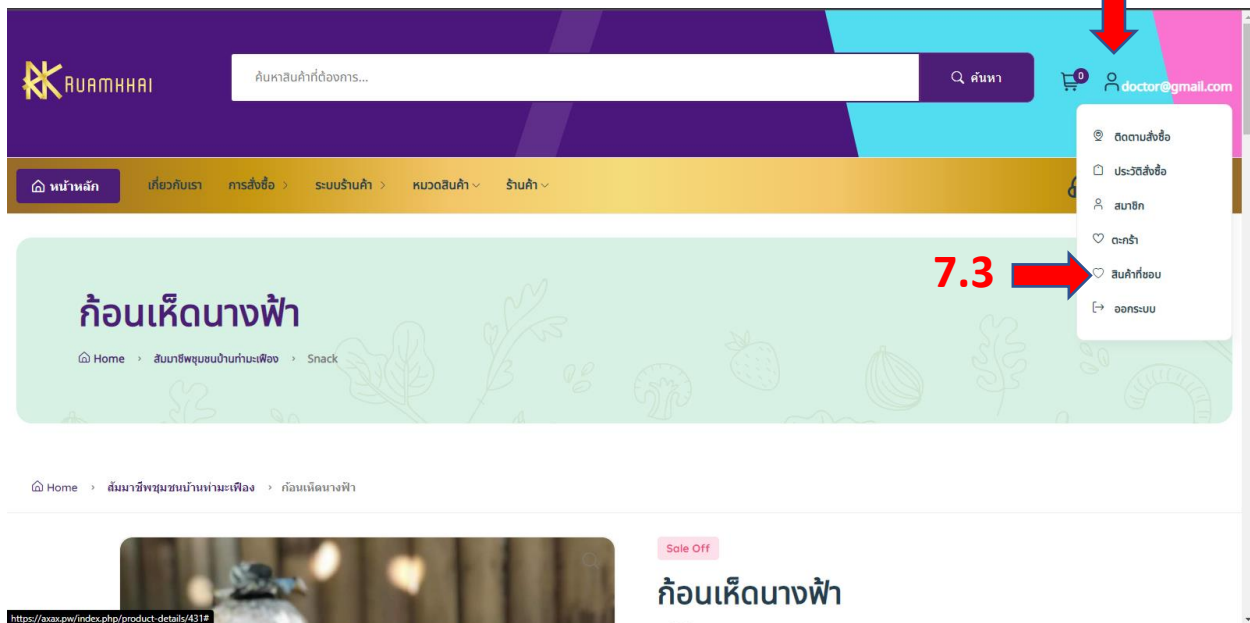 RUAMHHAI
ค้นหาสินค้าที่ต้องการ...
ค้นหา
0
doctor@gmail.com
ติดตามสั่งซื้อ
ประวัติสั่งซื้อ
สมาชิก
ตะกร้า
สินค้าที่ชอบ
ออกระบบ
หน้าหลัก
เกี่ยวกับเรา
การสั่งซื้อ
ระบบร้านค้า
หมวดสินค้า
ร้านค้า
7.3
ก้อนเห็ดนางฟ้า
Home › สัมมาชีพชุมชนบ้านท่ามะเฟือง › Snack
Home › สัมมาชีพชุมชนบ้านท่ามะเฟือง › ก้อนเห็ดนางฟ้า
Sale Off
ก้อนเห็ดนางฟ้า
https://axax.pw/index.php/product-details/431#